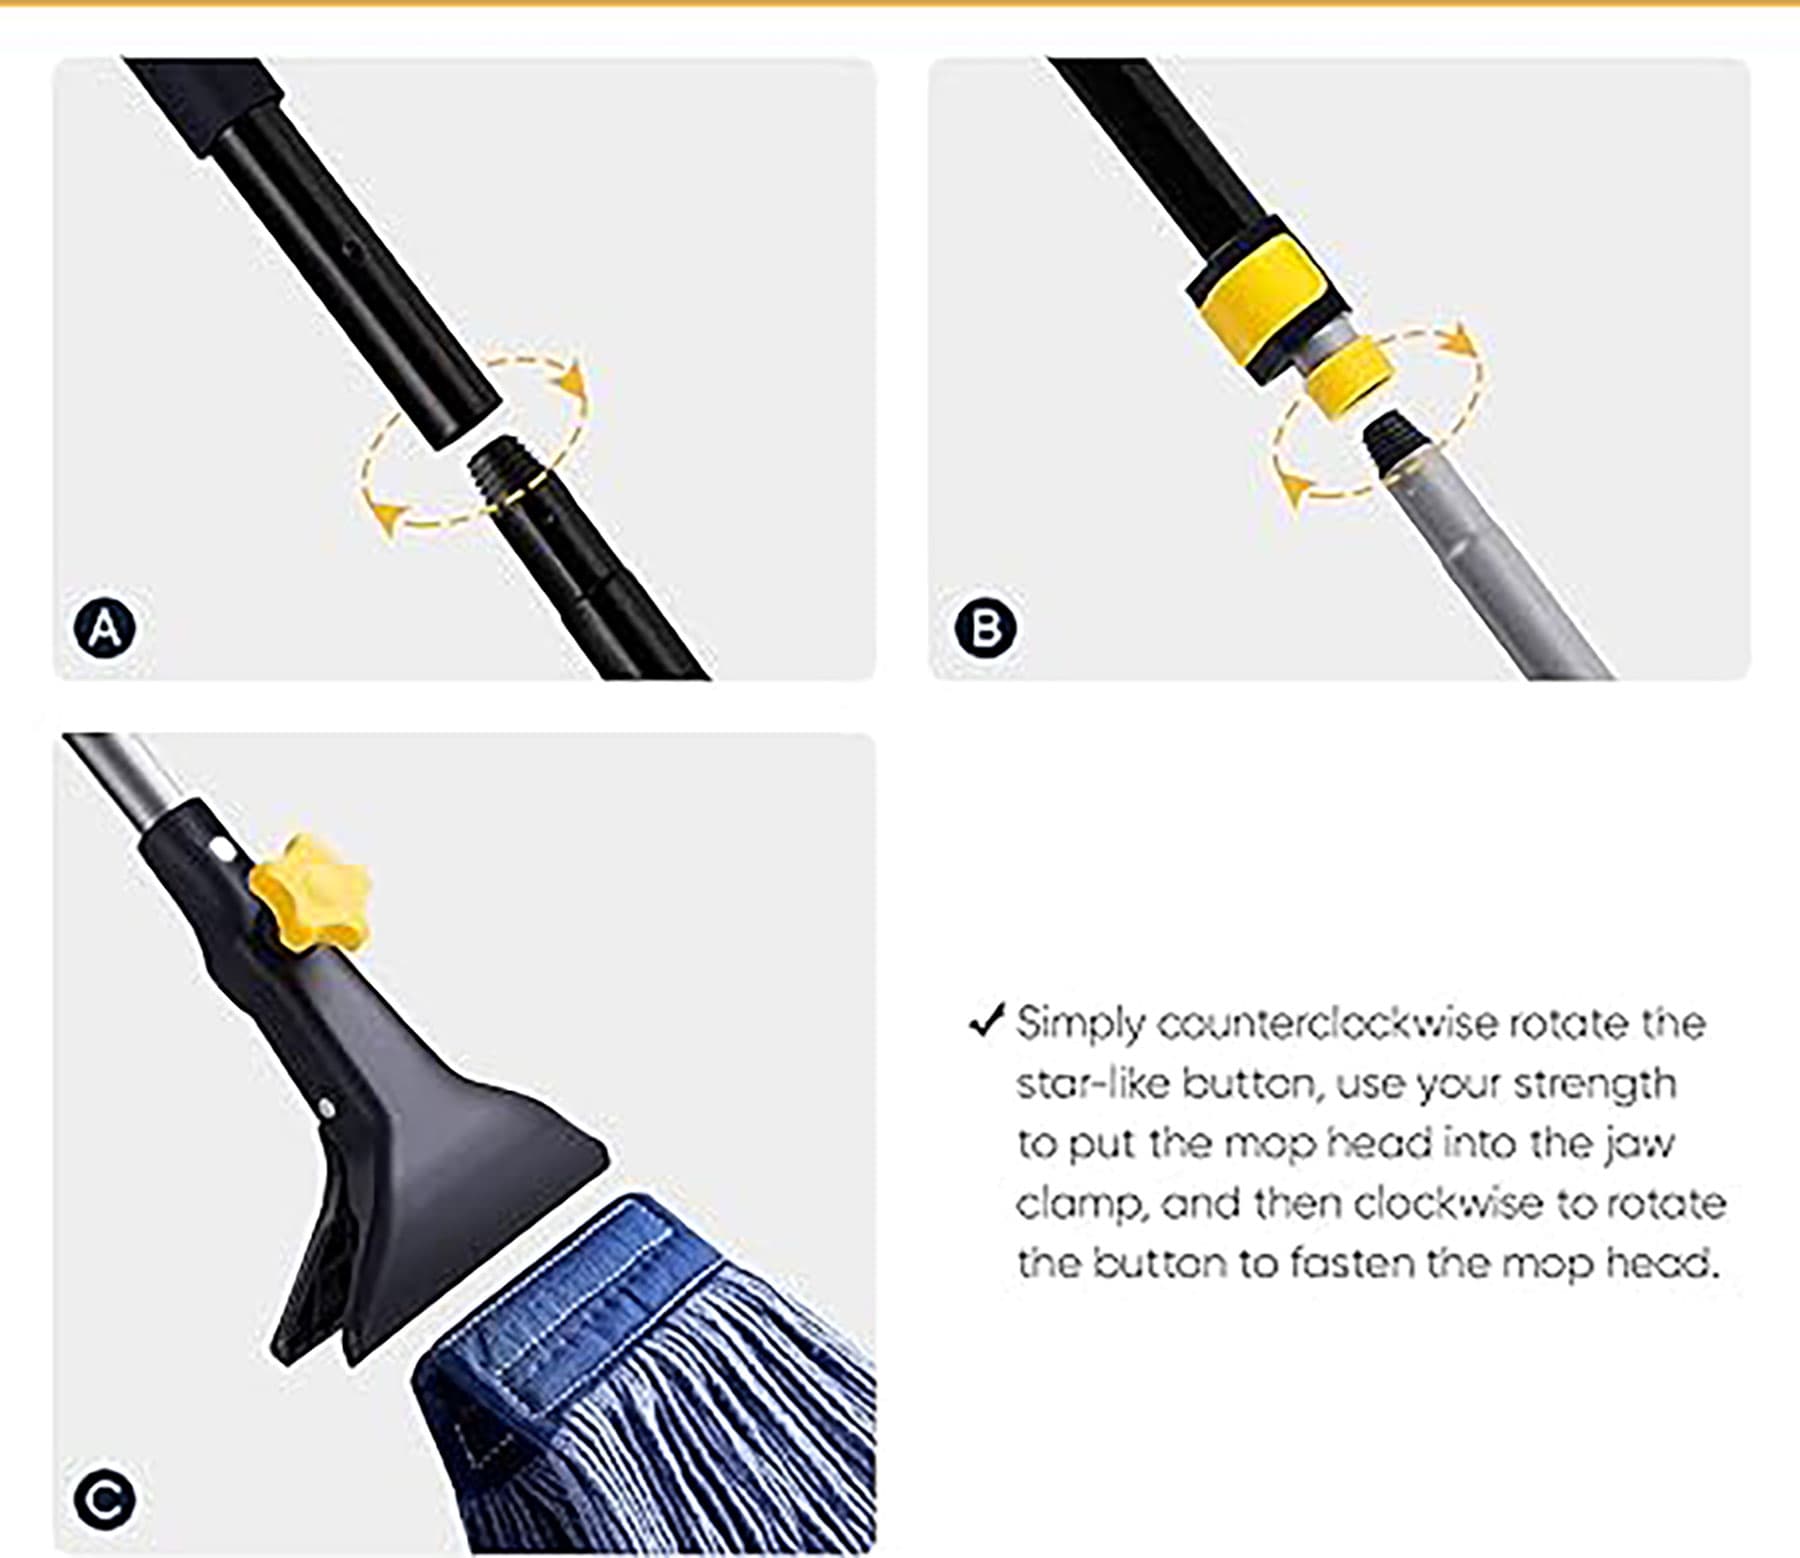 A
B
C
✓ Simply counterclockwise rotate the
star-like button, use your strength
to put the mop head into the jaw
clamp, and then clockwise to rotate
the button to fasten the mop head.